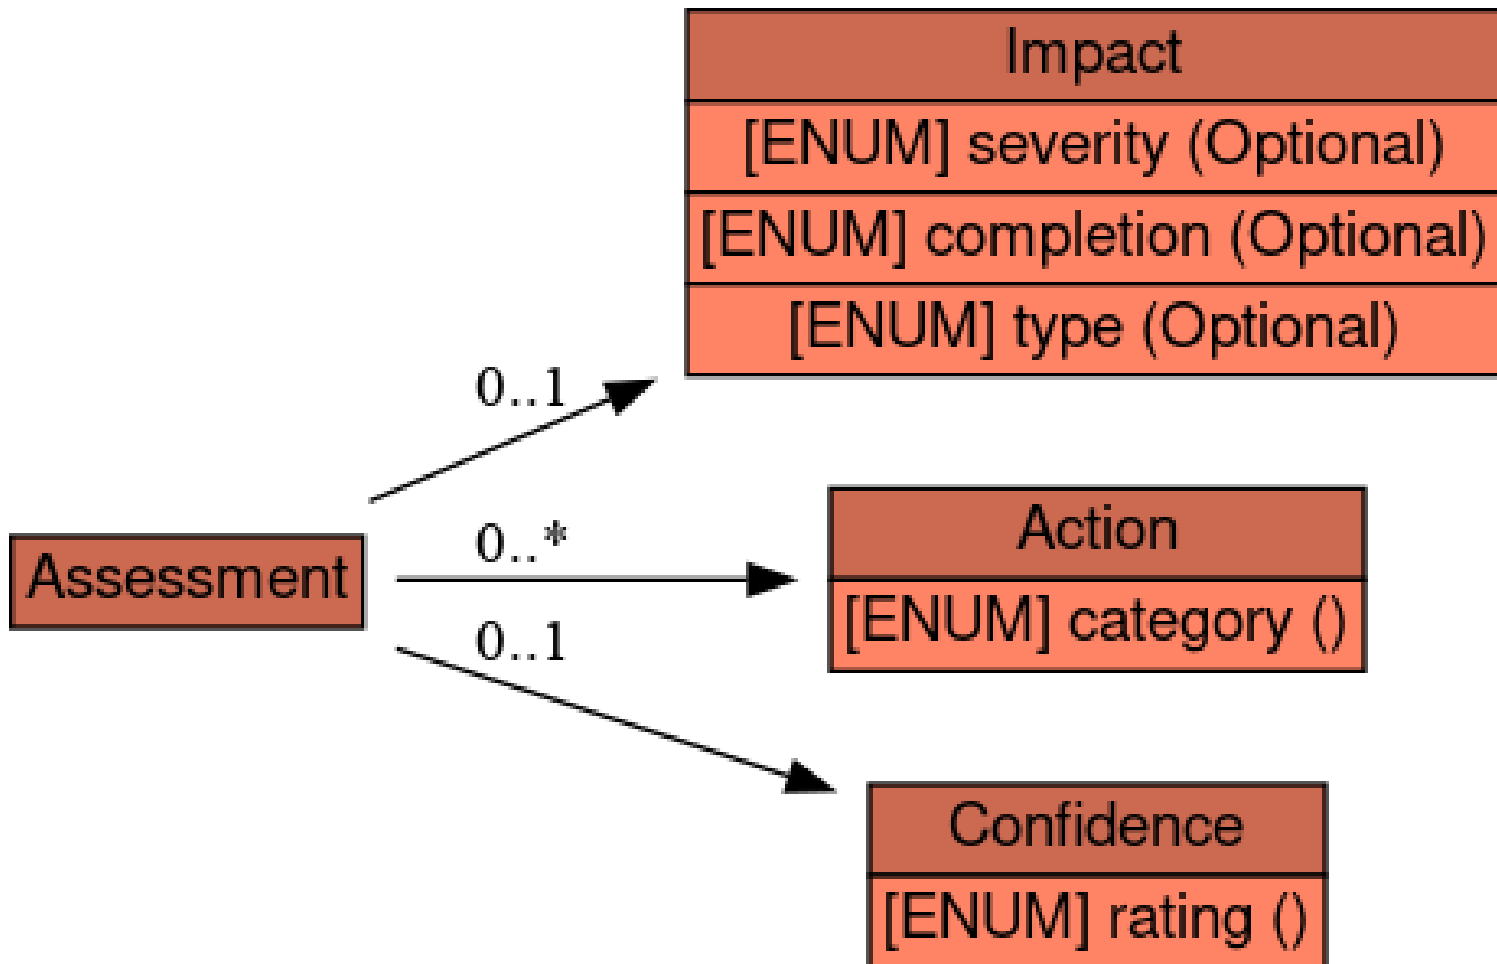 Impact
[ENUM] severity (Optional)
[ENUM] completion (Optional)
[ENUM] type (Optional)
0..1
Assessment
0..*
Action
[ENUM] category ()
0..1
Confidence
[ENUM] rating ()